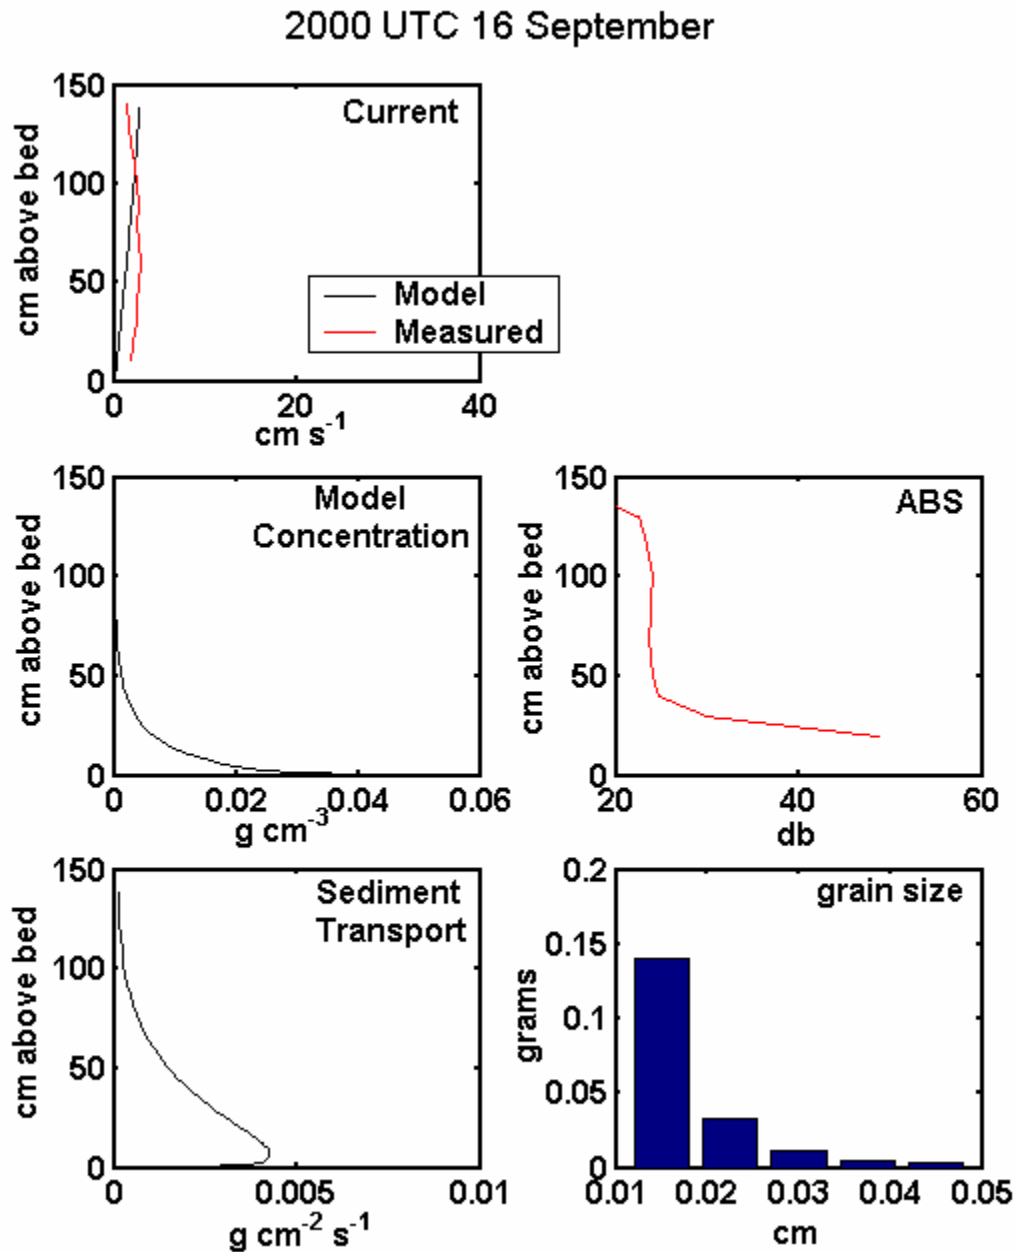 2000 UTC 16 September
150
100
50
0
cm above bed
Current
Model
Measured
0 20 40
cm s-1
150
100
50
0
cm above bed
Model
Concentration
0 0.02 0.04 0.06
g cm-3
150
100
50
0
cm above bed
ABS
20 40 60
db
150
100
50
0
cm above bed
Sediment
Transport
0 0.005 0.01
g cm-2 s-1
0.2
0.15
0.1
0.05
0
grams
grain size
0.01 0.02 0.03 0.04 0.05
cm